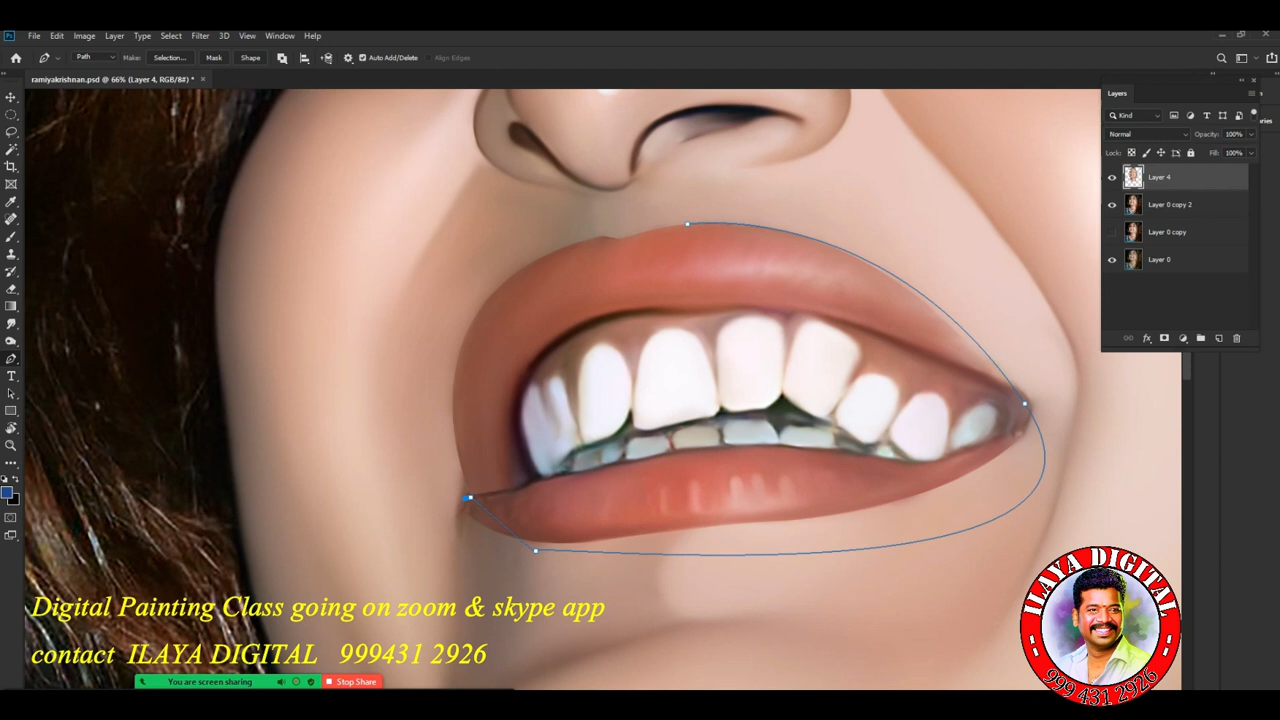 Ps File Edit Image Layer Type Select Filter 3D View Window Help
Path Make: Selection... Mask Shape Auto Add/Delete Align Edges
ramiyakrishnan.psd @ 66% (Layer 4, RGB/8#) * ×
Layers
Kind
Normal Opacity: 100%
Lock: Fill: 100%
Layer 4
Layer 0 copy 2
Layer 0 copy
Layer 0
Digital Painting Class going on zoom & skype app
contact ILAYA DIGITAL 999431 2926
You are screen sharing Stop Share
ILAYA DIGITAL
999 431 2926